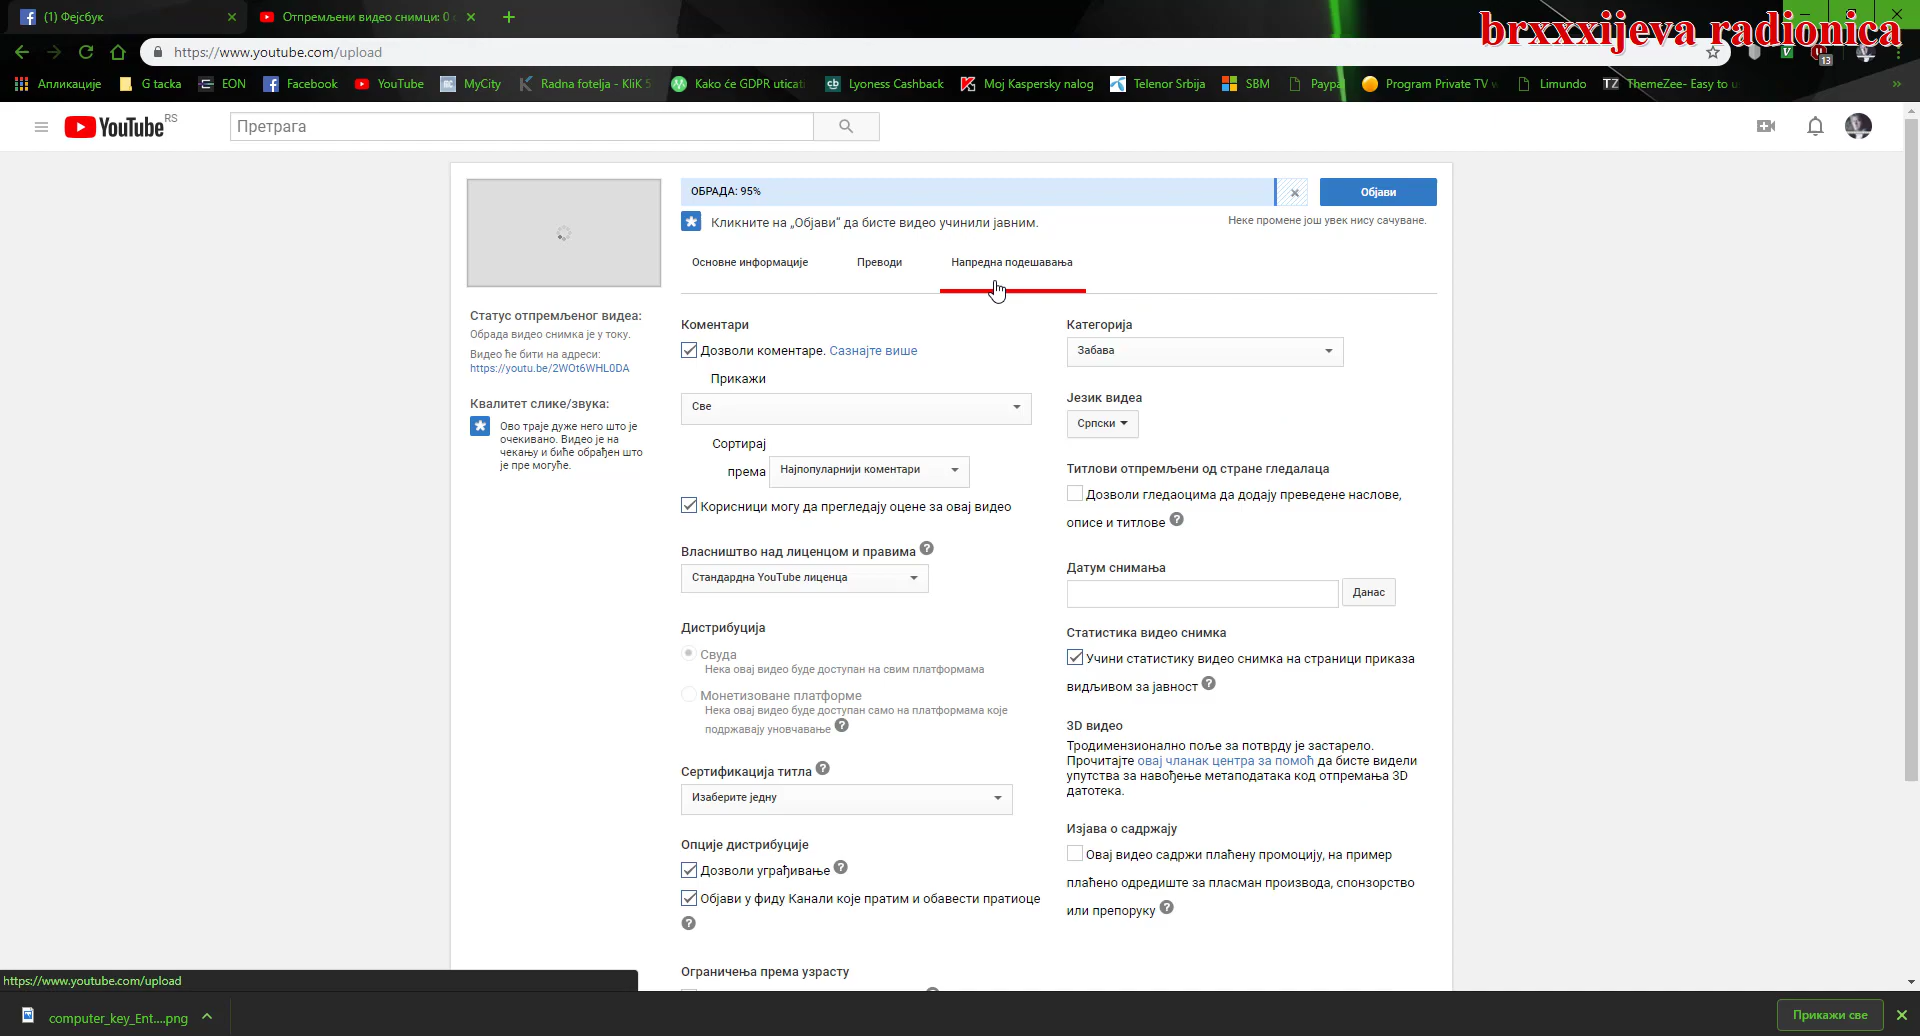 (1) Фејсбук
Отпремљени видео снимци: 0
brxxxijeva radionica
https://www.youtube.com/upload
13
Апликације
G tacka
EON
Facebook
YouTube
MyCity
Radna fotelja - KliK 5
Kako će GDPR uticati
Lyoness Cashback
Moj Kaspersky nalog
Telenor Srbija
SBM
Paypa
Program Private TV
Limundo
TZ ThemeZee- Easy to u
YouTube RS
Претрага
ОБРАДА: 95%
Објави
Кликните на „Објави“ да бисте видео учинили јавним.
Неке промене још увек нису сачуване.
Основне информације
Преводи
Напредна подешавања
Статус отпремљеног видеа:
Обрада видео снимка је у току.
Видео ће бити на адреси:
https://youtu.be/2WOt6WHL0DA
Квалитет слике/звука:
Ово траје дуже него што је
очекивано. Видео је на
чекању и биће обрађен што
је пре могуће.
Коментари
Дозволи коментаре. Сазнајте више
Прикажи
Све
Сортирај
према
Најпопуларнији коментари
Корисници могу да прегледају оцене за овај видео
Власништво над лиценцом и правима ?
Стандардна YouTube лиценца
Дистрибуција
Свуда
Нека овај видео буде доступан на свим платформама
Монетизоване платформе
Нека овај видео буде доступан само на платформама које
подржавају уновчавање ?
Сертификација титла ?
Изаберите једну
Опције дистрибуције
Дозволи уграђивање ?
Објави у фиду Канали које пратим и обавести пратиоце
?
Ограничења према узрасту
Категорија
Забава
Језик видеа
Српски
Титлови отпремљени од стране гледалаца
Дозволи гледаоцима да додају преведене наслове,
описе и титлове ?
Датум снимања
Данас
Статистика видео снимка
Учини статистику видео снимка на страници приказа
видљивом за јавност ?
3D видео
Тродимензионално поље за потврду је застарело.
Прочитајте овај чланак центра за помоћ да бисте видели
упутства за навођење метаподатака код отпремања 3D
датотека.
Изјава о садржају
Овај видео садржи плаћену промоцију, на пример
плаћено одредиште за пласман производа, спонзорство
или препоруку ?
https://www.youtube.com/upload
computer_key_Ent....png
Прикажи све